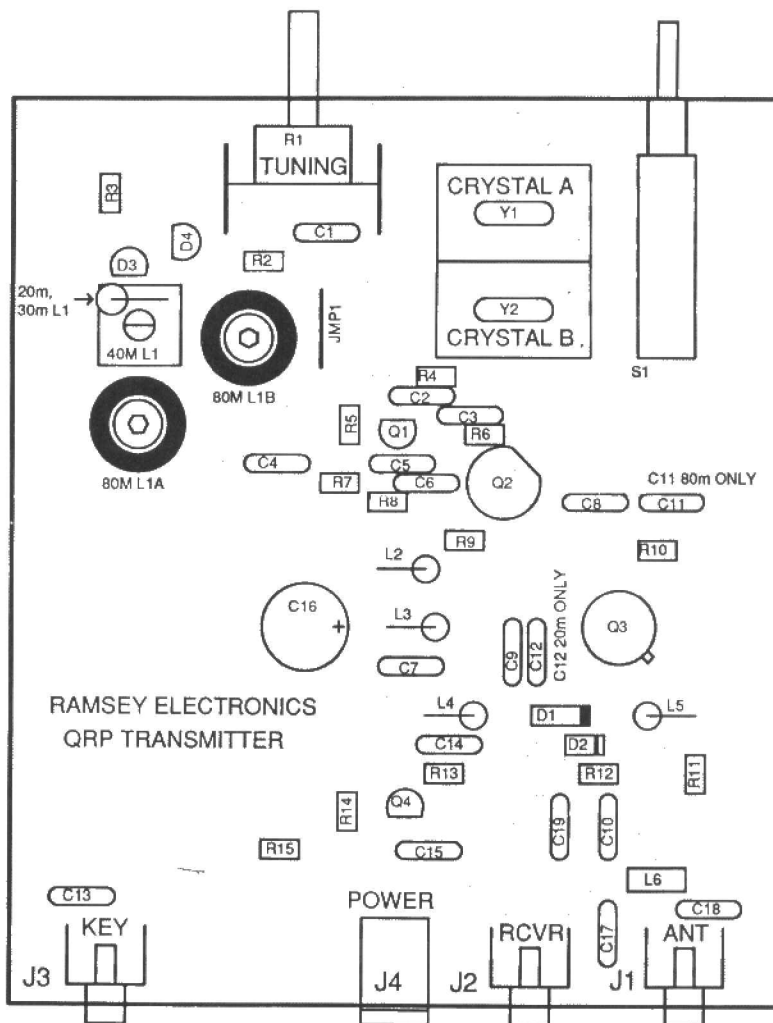 R1
TUNING
R3
CRYSTAL A
Y1
C1
D4
D3
R2
20m,
30m L1
JMP1
Y2
CRYSTAL B.
40M L1
S1
80M L1B
R4
C2
C3
R5
Q1
R6
C4
C5
80M L1A
R7
C6
Q2
C11 80m ONLY
R8
C8
C11
R9
R10
L2
C16
+
L3
C9
C12
C12 20m ONLY
Q3
C7
RAMSEY ELECTRONICS
QRP TRANSMITTER
L4
D1
L5
C14
D2
R13
R12
R11
R14
Q4
C19
C10
R15
C15
L6
C13
POWER
C18
KEY
RCVR
C17
ANT
J3
J4
J2
J1